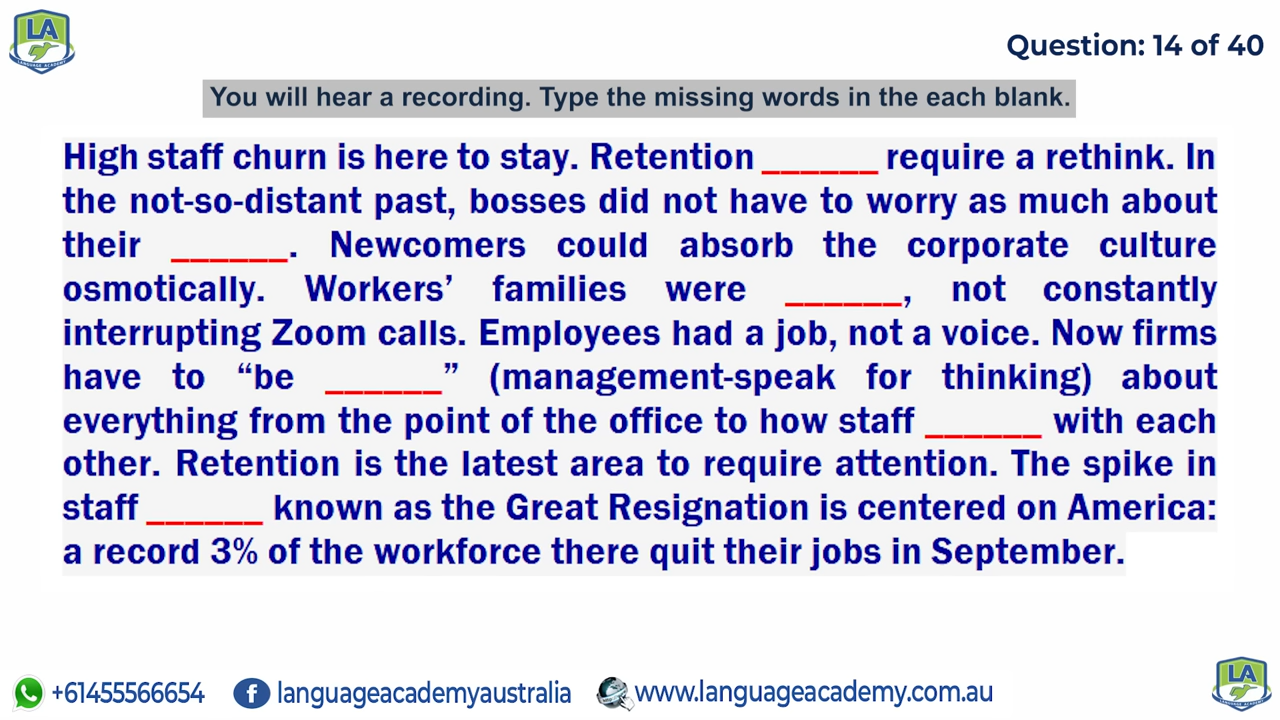 LA
LANGUAGE ACADEMY
Question: 14 of 40
You will hear a recording. Type the missing words in the each blank.
High staff churn is here to stay. Retention ______ require a rethink. In
the not-so-distant past, bosses did not have to worry as much about
their ______. Newcomers could absorb the corporate culture
osmotically. Workers’ families were ______, not constantly
interrupting Zoom calls. Employees had a job, not a voice. Now firms
have to “be ______” (management-speak for thinking) about
everything from the point of the office to how staff ______ with each
other. Retention is the latest area to require attention. The spike in
staff ______ known as the Great Resignation is centered on America:
a record 3% of the workforce there quit their jobs in September.
+61455566654
f languageacademyaustralia
www.languageacademy.com.au
LA
LANGUAGE ACADEMY